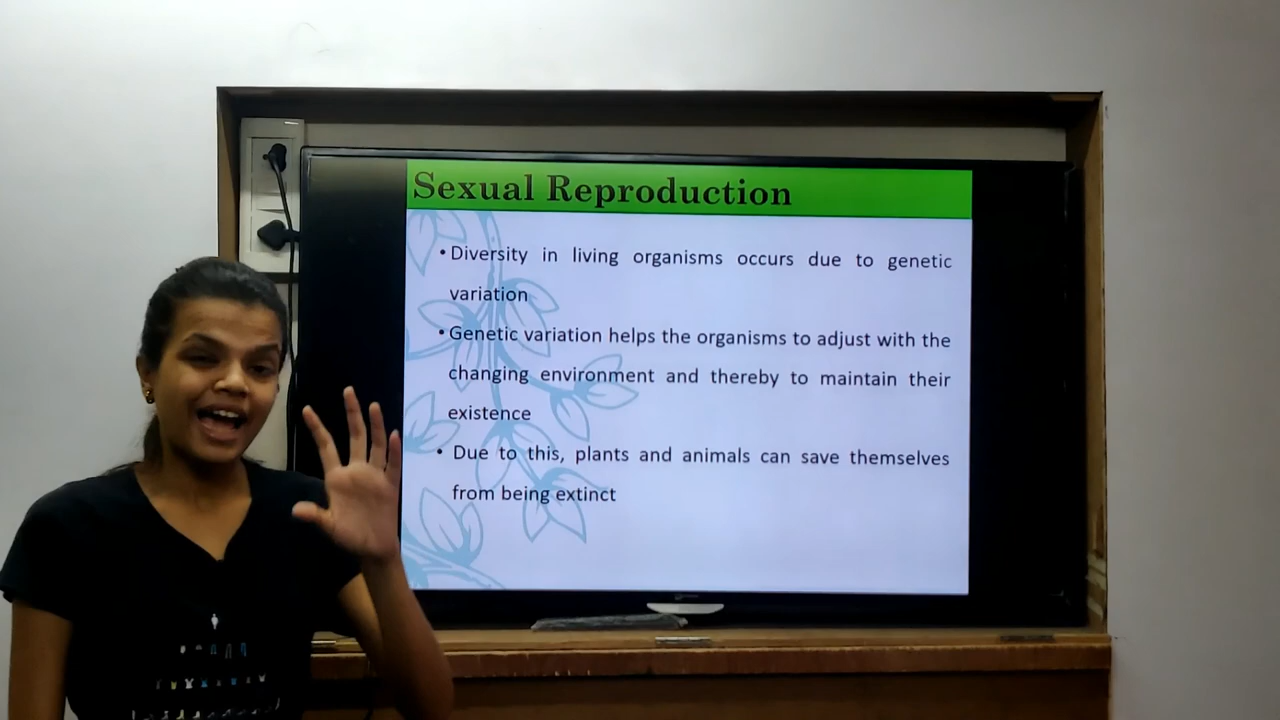 Sexual Reproduction
• Diversity in living organisms occurs due to genetic
variation
• Genetic variation helps the organisms to adjust with the
changing environment and thereby to maintain their
existence
• Due to this, plants and animals can save themselves
from being extinct